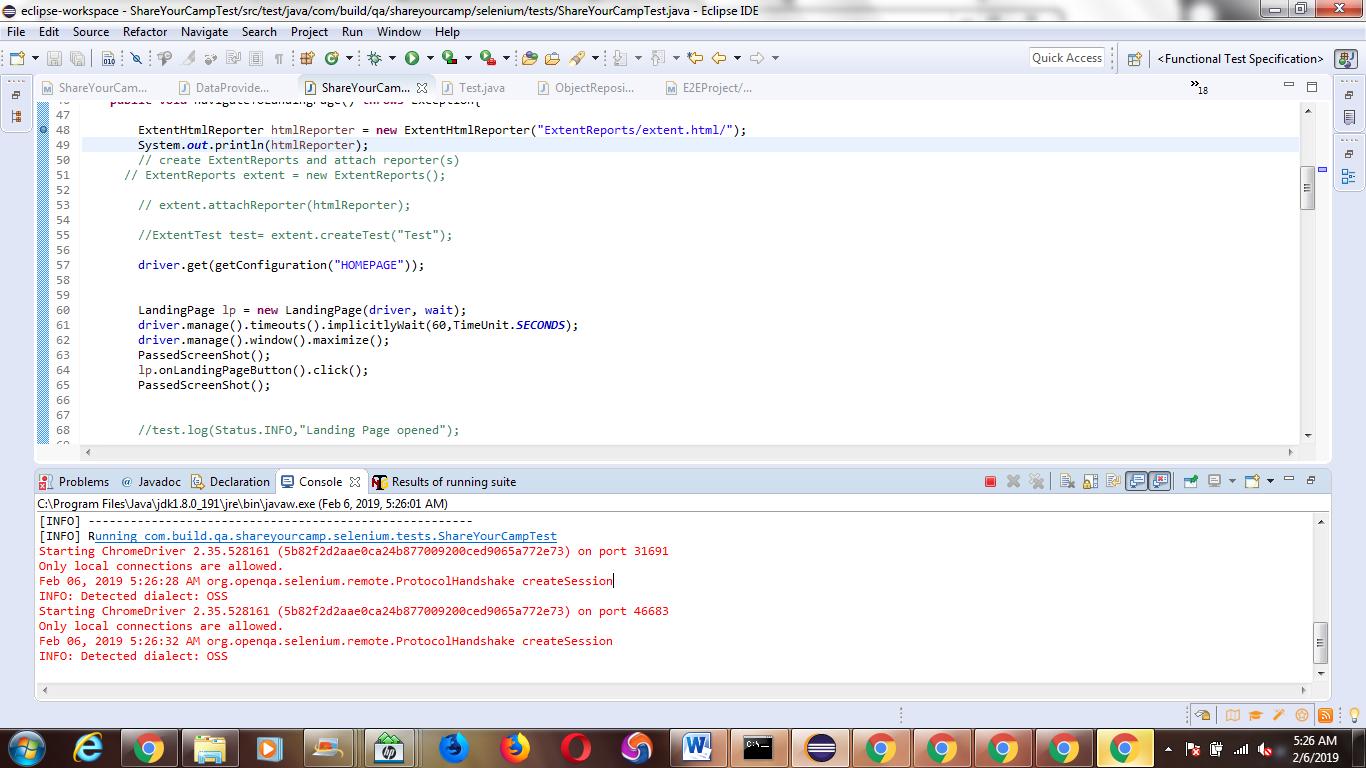 eclipse-workspace - ShareYourCampTest/src/test/java/com/build/qa/shareyourcamp/selenium/tests/ShareYourCampTest.java - Eclipse IDE
File Edit Source Refactor Navigate Search Project Run Window Help
Quick Access
<Functional Test Specification>
ShareYourCam... DataProvide... ShareYourCam... Test.java ObjectReposi... E2EProject/... »18
46 public void navigateToLandingPage() throws Exception{
47
48 ExtentHtmlReporter htmlReporter = new ExtentHtmlReporter("ExtentReports/extent.html/");
49 System.out.println(htmlReporter);
50 // create ExtentReports and attach reporter(s)
51 // ExtentReports extent = new ExtentReports();
52
53 // extent.attachReporter(htmlReporter);
54
55 //ExtentTest test= extent.createTest("Test");
56
57 driver.get(getConfiguration("HOMEPAGE"));
58
59
60 LandingPage lp = new LandingPage(driver, wait);
61 driver.manage().timeouts().implicitlyWait(60,TimeUnit.SECONDS);
62 driver.manage().window().maximize();
63 PassedScreenShot();
64 lp.onLandingPageButton().click();
65 PassedScreenShot();
66
67
68 //test.log(Status.INFO,"Landing Page opened");
Problems @ Javadoc Declaration Console Results of running suite
C:\Program Files\Java\jdk1.8.0_191\jre\bin\javaw.exe (Feb 6, 2019, 5:26:01 AM)
[INFO] -------------------------------------------------------
[INFO] Running com.build.qa.shareyourcamp.selenium.tests.ShareYourCampTest
Starting ChromeDriver 2.35.528161 (5b82f2d2aae0ca24b877009200ced9065a772e73) on port 31691
Only local connections are allowed.
Feb 06, 2019 5:26:28 AM org.openqa.selenium.remote.ProtocolHandshake createSession
INFO: Detected dialect: OSS
Starting ChromeDriver 2.35.528161 (5b82f2d2aae0ca24b877009200ced9065a772e73) on port 46683
Only local connections are allowed.
Feb 06, 2019 5:26:32 AM org.openqa.selenium.remote.ProtocolHandshake createSession
INFO: Detected dialect: OSS
5:26 AM
2/6/2019